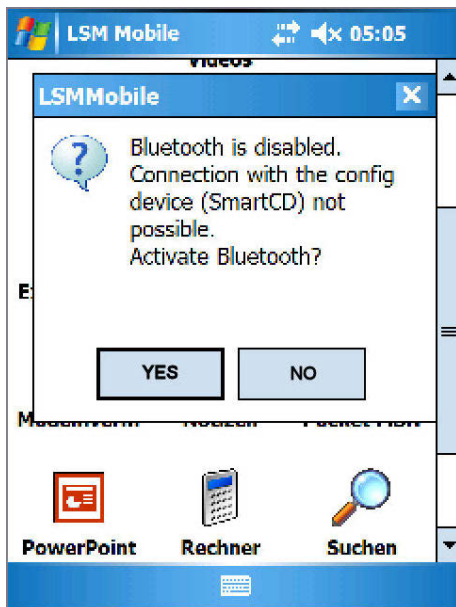 LSM Mobile 05:05
Videos
LSMMobile
?
Bluetooth is disabled.
Connection with the config
device (SmartCD) not
possible.
Activate Bluetooth?
YES NO
PowerPoint Rechner Suchen